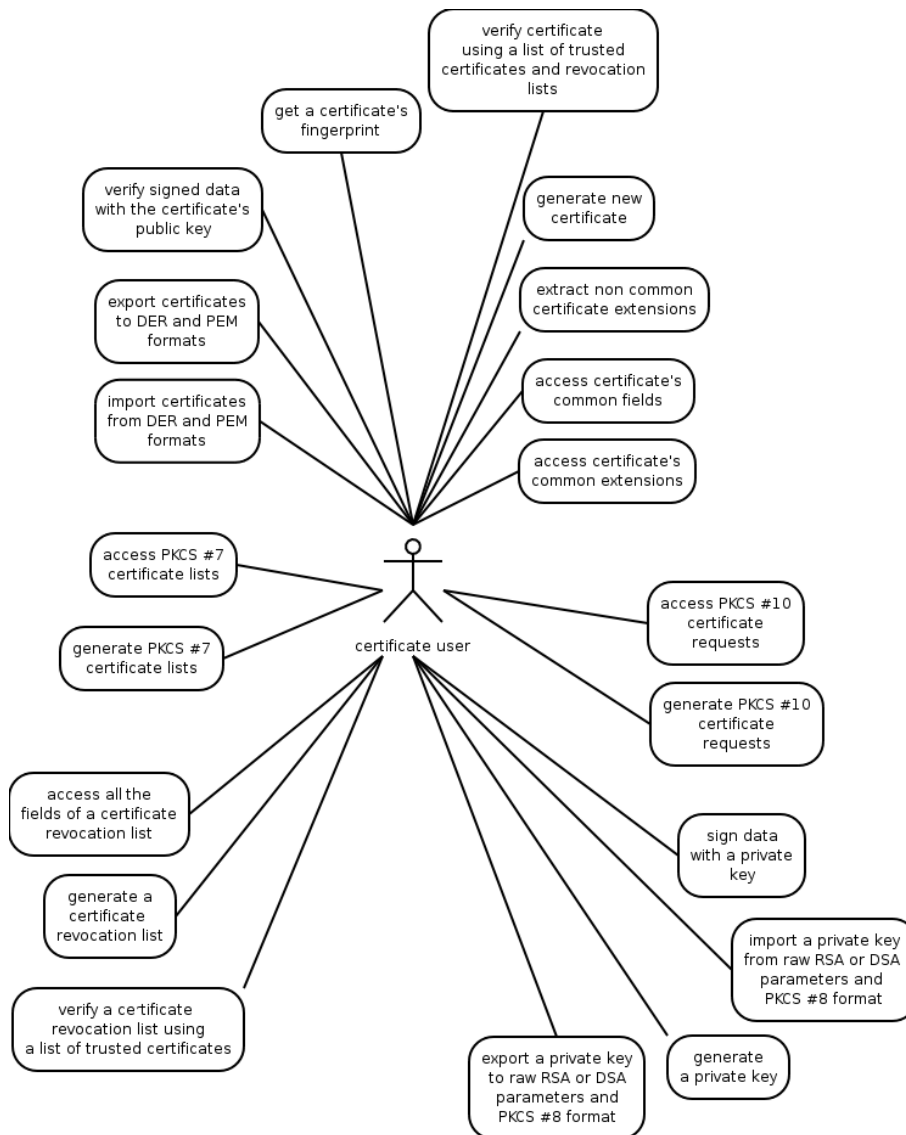 verify certificate
using a list of trusted
certificates and revocation
lists
get a certificate's
fingerprint
verify signed data
with the certificate's
public key
generate new
certificate
export certificates
to DER and PEM
formats
extract non common
certificate extensions
import certificates
from DER and PEM
formats
access certificate's
common fields
access certificate's
common extensions
access PKCS #7
certificate lists
generate PKCS #7
certificate lists
certificate user
access PKCS #10
certificate
requests
generate PKCS #10
certificate
requests
access all the
fields of a certificate
revocation list
generate a
certificate
revocation list
verify a certificate
revocation list using
a list of trusted certificates
sign data
with a private
key
import a private key
from raw RSA or DSA
parameters and
PKCS #8 format
export a private key
to raw RSA or DSA
parameters and
PKCS #8 format
generate
a private key